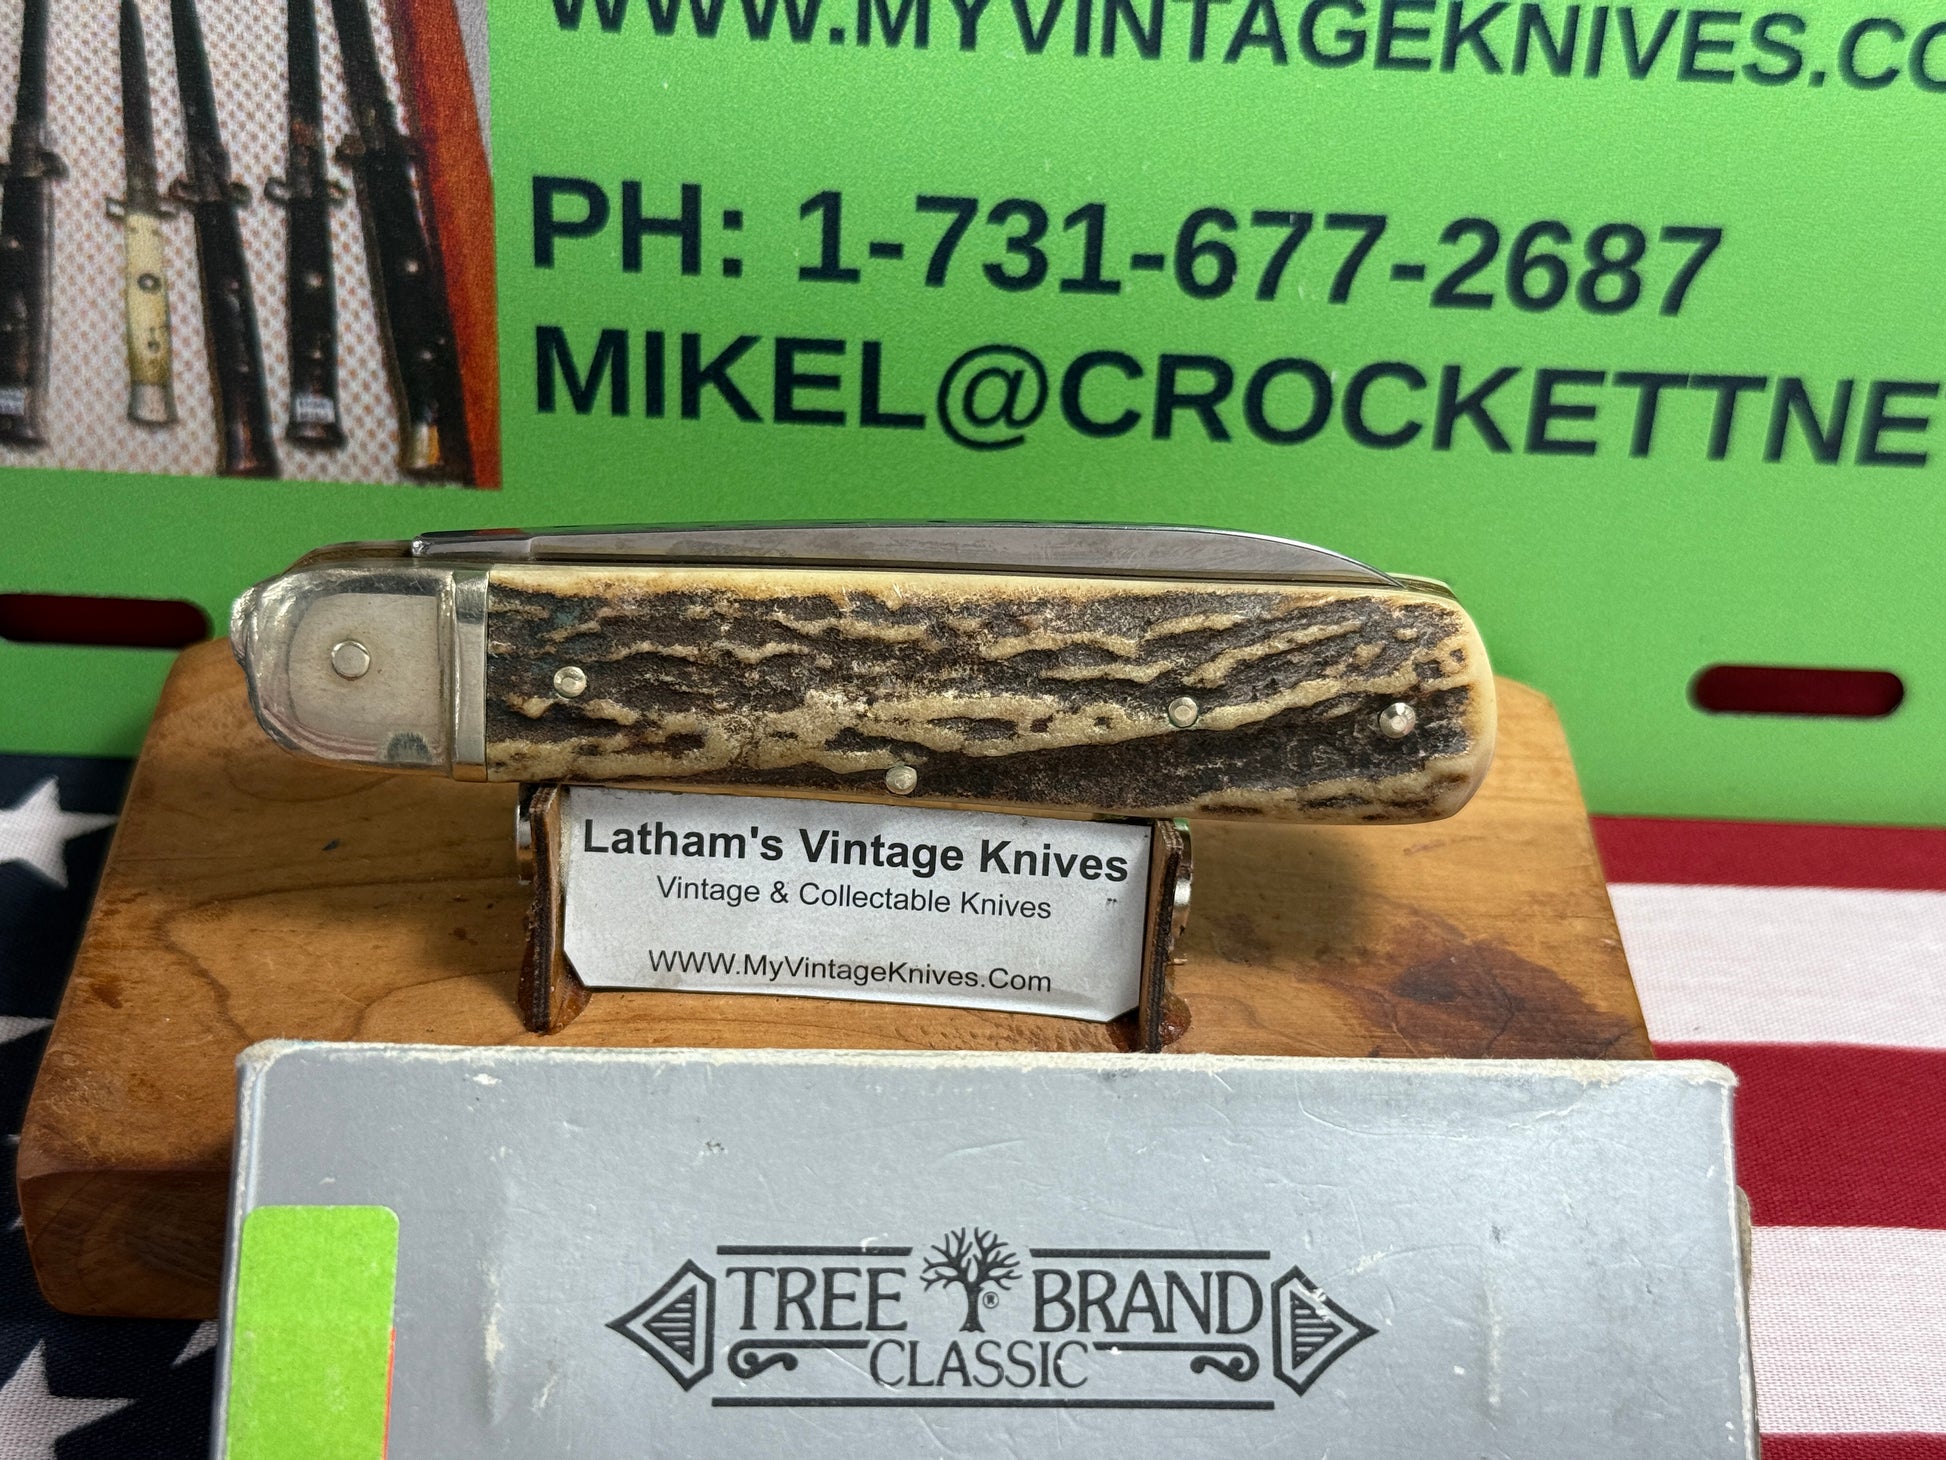 WWW.MYVINTAGEKNIVES.CO
PH: 1-731-677-2687
MIKEL@CROCKETTNE
Latham's Vintage Knives
Vintage & Collectable Knives
WWW.MyVintageKnives.Com
TREE ® BRAND
CLASSIC